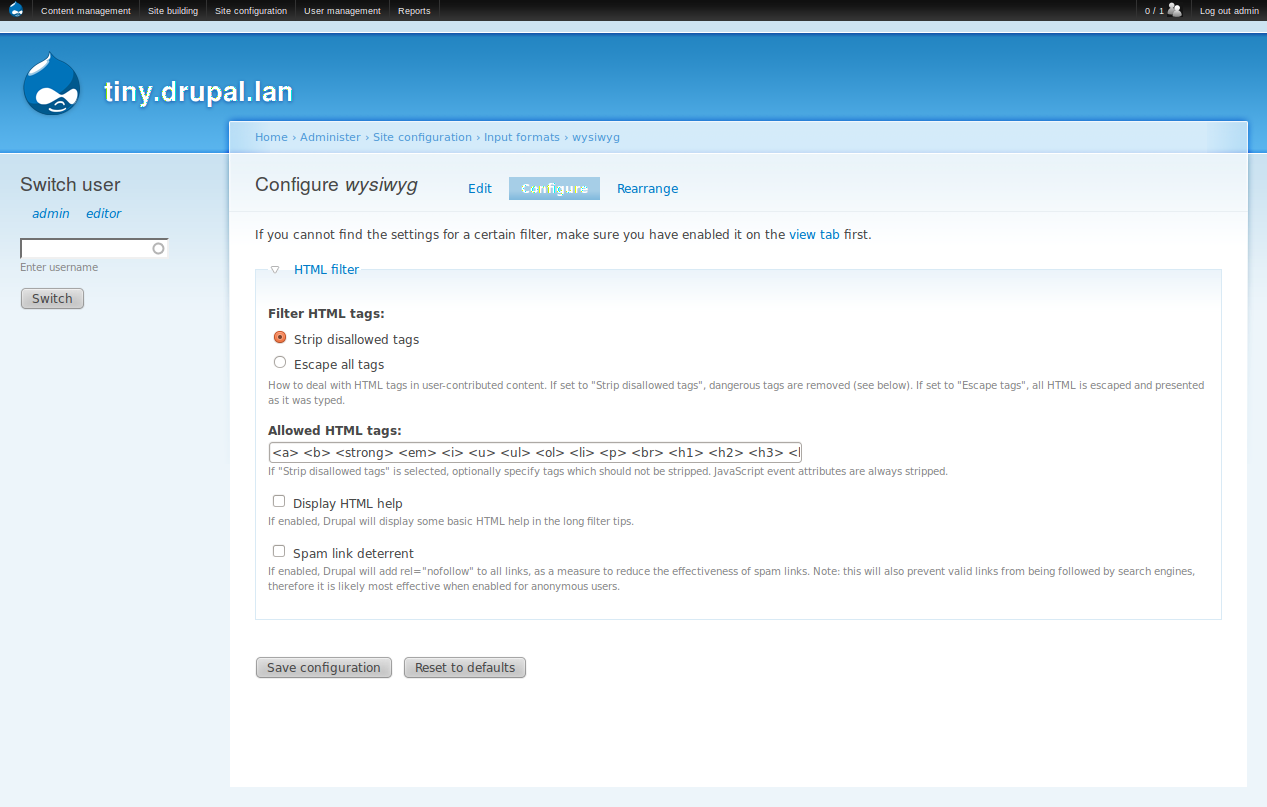 Content management Site building Site configuration User management Reports 0 / 1 Log out admin
tiny.drupal.lan
Home › Administer › Site configuration › Input formats › wysiwyg
Switch user
admin editor
Enter username
Switch
Configure wysiwyg Edit Configure Rearrange
If you cannot find the settings for a certain filter, make sure you have enabled it on the view tab first.
HTML filter
Filter HTML tags:
Strip disallowed tags
Escape all tags
How to deal with HTML tags in user-contributed content. If set to "Strip disallowed tags", dangerous tags are removed (see below). If set to "Escape tags", all HTML is escaped and presented
as it was typed.
Allowed HTML tags:
<a> <b> <strong> <em> <i> <u> <ul> <ol> <li> <p> <br> <h1> <h2> <h3> <
If "Strip disallowed tags" is selected, optionally specify tags which should not be stripped. JavaScript event attributes are always stripped.
Display HTML help
If enabled, Drupal will display some basic HTML help in the long filter tips.
Spam link deterrent
If enabled, Drupal will add rel="nofollow" to all links, as a measure to reduce the effectiveness of spam links. Note: this will also prevent valid links from being followed by search engines,
therefore it is likely most effective when enabled for anonymous users.
Save configuration Reset to defaults